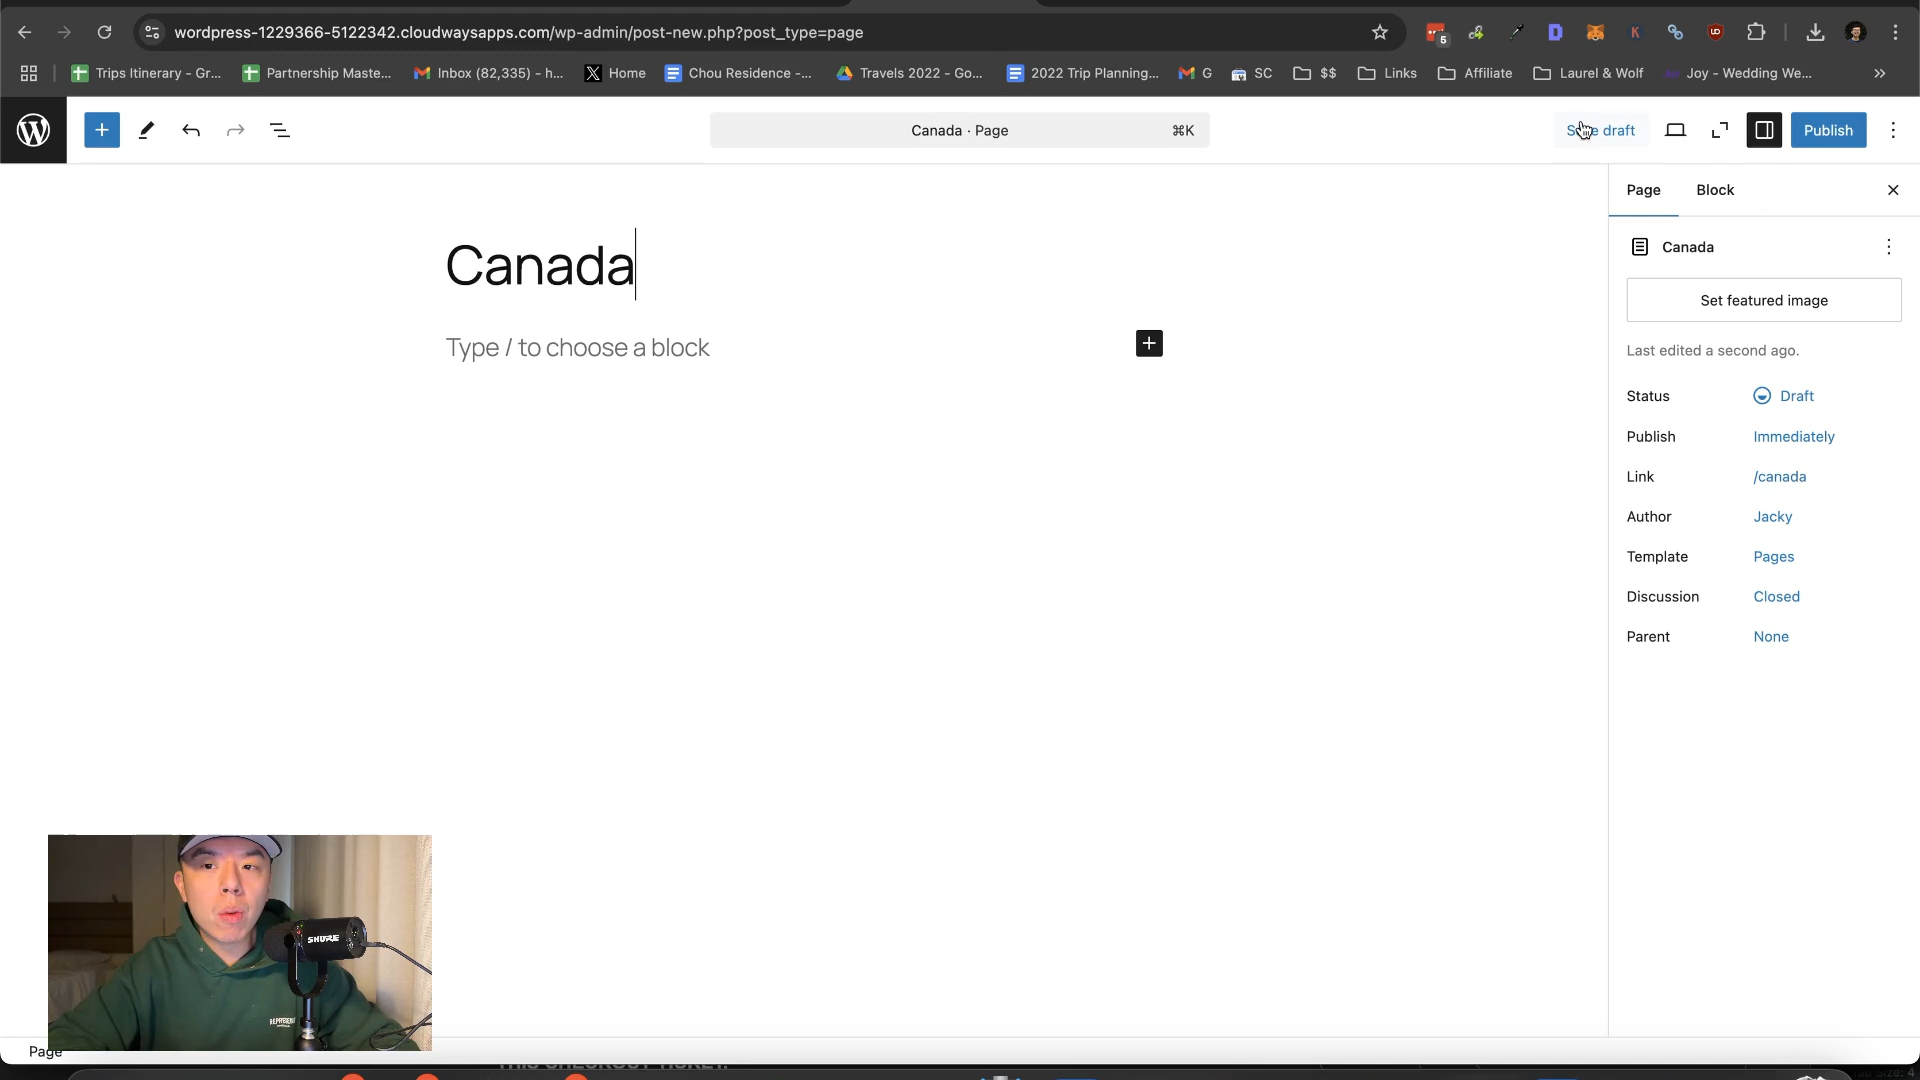 wordpress-1229366-5122342.cloudwaysapps.com/wp-admin/post-new.php?post_type=page
5
Trips Itinerary - Gr...
Partnership Maste...
Inbox (82,335) - h...
Home
Chou Residence -...
Travels 2022 - Go...
2022 Trip Planning...
G
SC
$$
Links
Affiliate
Laurel & Wolf
Joy - Wedding We...
Canada · Page
⌘K
draft
Publish
Page
Block
Canada
Canada
Set featured image
Type / to choose a block
Last edited a second ago.
Status
Draft
Publish
Immediately
Link
/canada
Author
Jacky
Template
Pages
Discussion
Closed
Parent
None
SHURE
Page